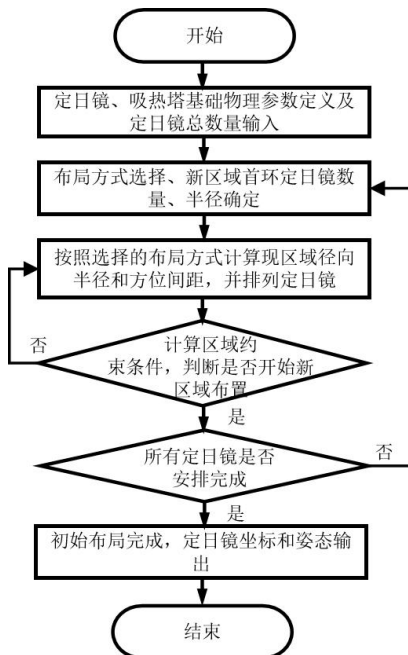 开始
定日镜、吸热塔基础物理参数定义及
定日镜总数量输入
布局方式选择、新区域首环定日镜数
量、半径确定
按照选择的布局方式计算现区域径向
半径和方位间距，并排列定日镜
计算区域约
束条件，判断是否开始新
区域布置
否
是
所有定日镜是否
安排完成
否
是
初始布局完成，定日镜坐标和姿态输
出
结束